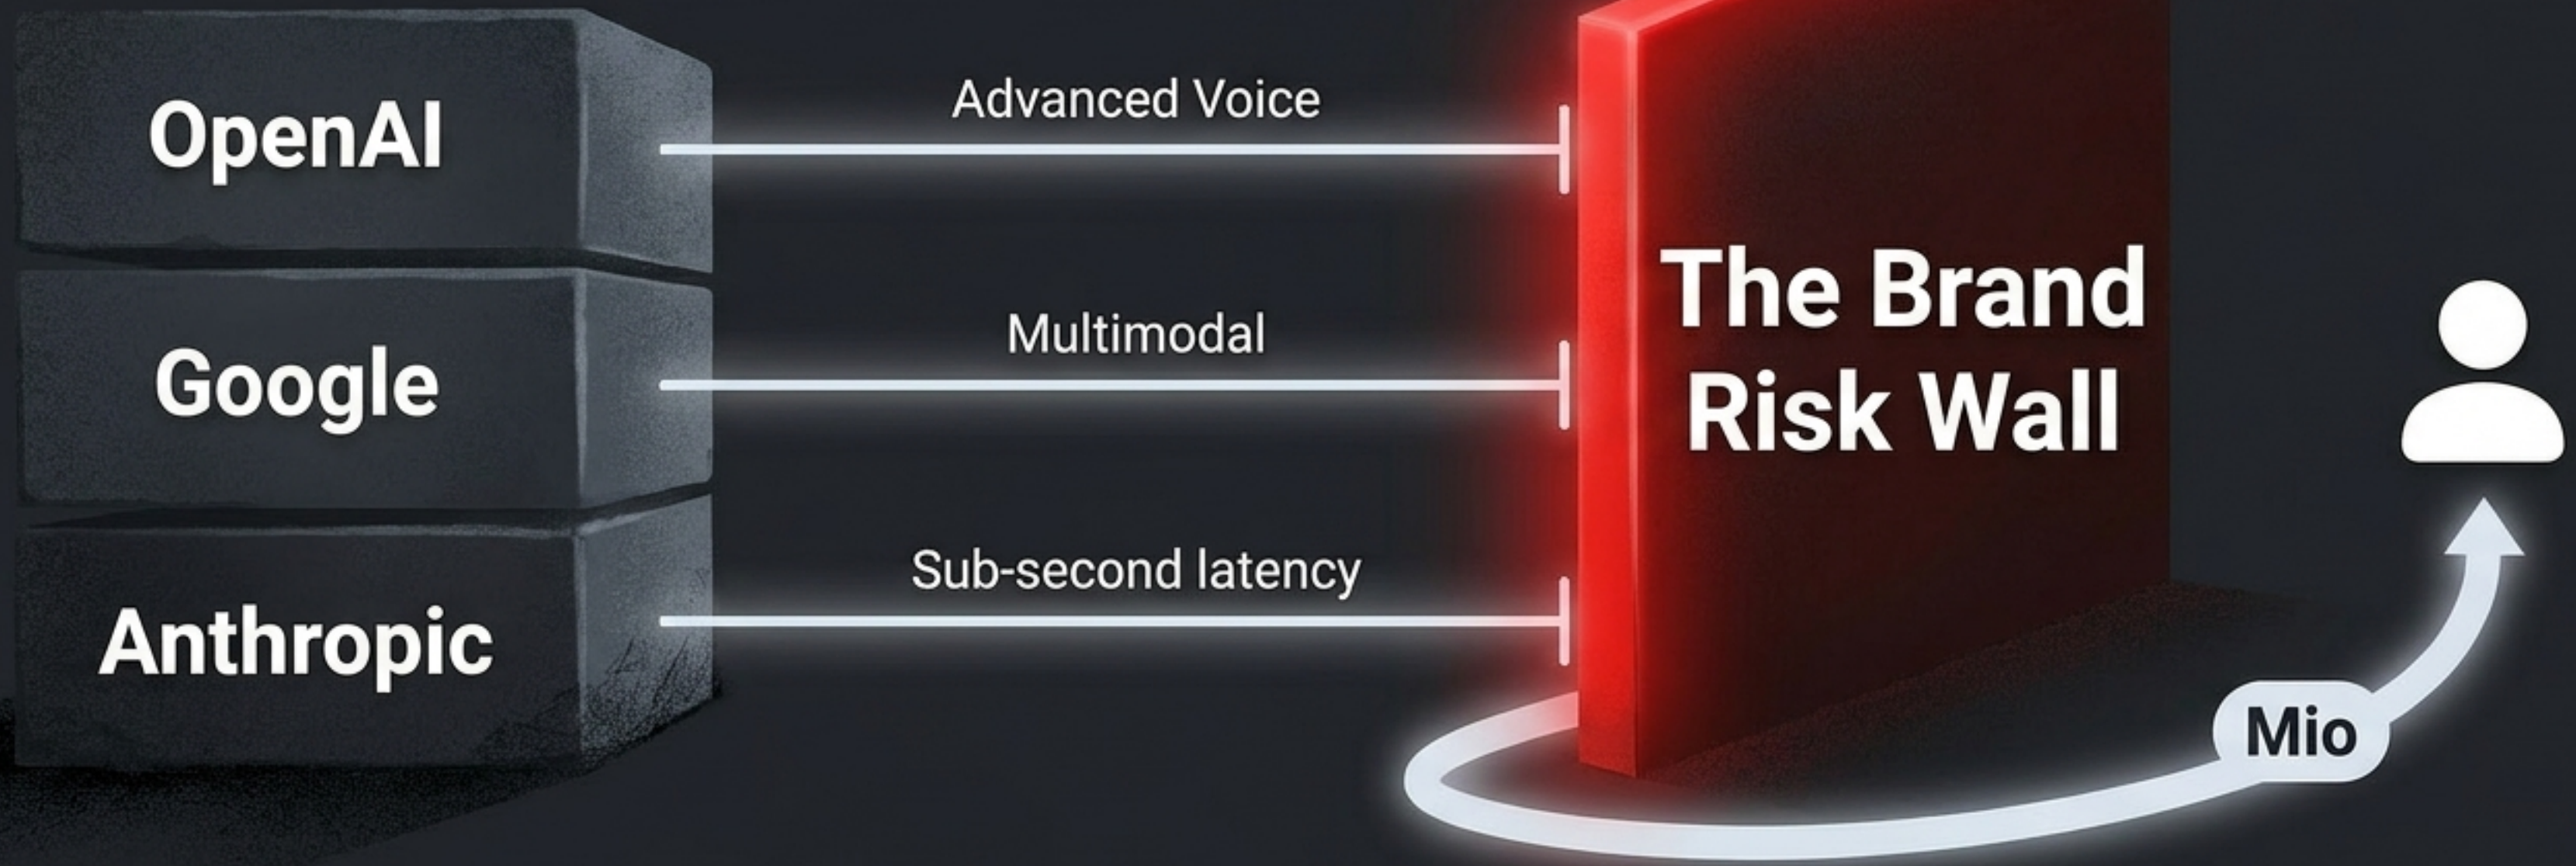 OpenAI
Advanced Voice
Google
Multimodal
Anthropic
Sub-second latency
The Brand
Risk Wall
Mio